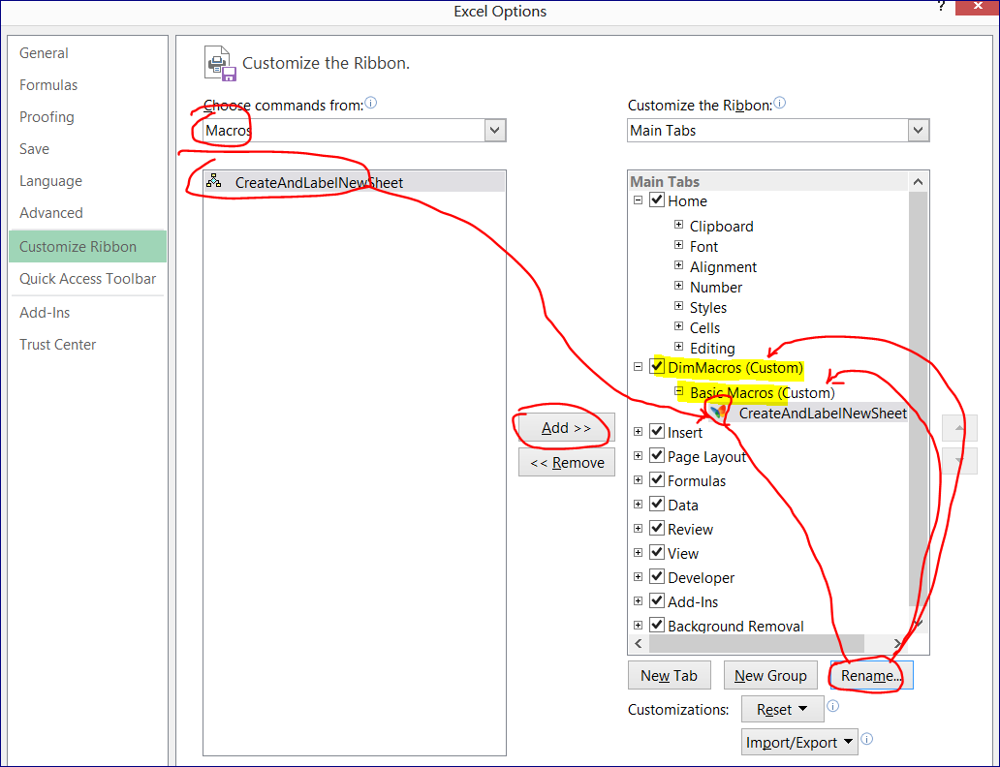 Excel Options
?
General
Formulas
Proofing
Save
Language
Advanced
Customize Ribbon
Quick Access Toolbar
Add-Ins
Trust Center
Customize the Ribbon.
Choose commands from:
Macros
CreateAndLabelNewSheet
Add >>
<< Remove
Customize the Ribbon:
Main Tabs
Main Tabs
Home
Clipboard
Font
Alignment
Number
Styles
Cells
Editing
DimMacros (Custom)
Basic Macros (Custom)
CreateAndLabelNewSheet
Insert
Page Layout
Formulas
Data
Review
View
Developer
Add-Ins
Background Removal
New Tab
New Group
Rename...
Customizations:
Reset
Import/Export